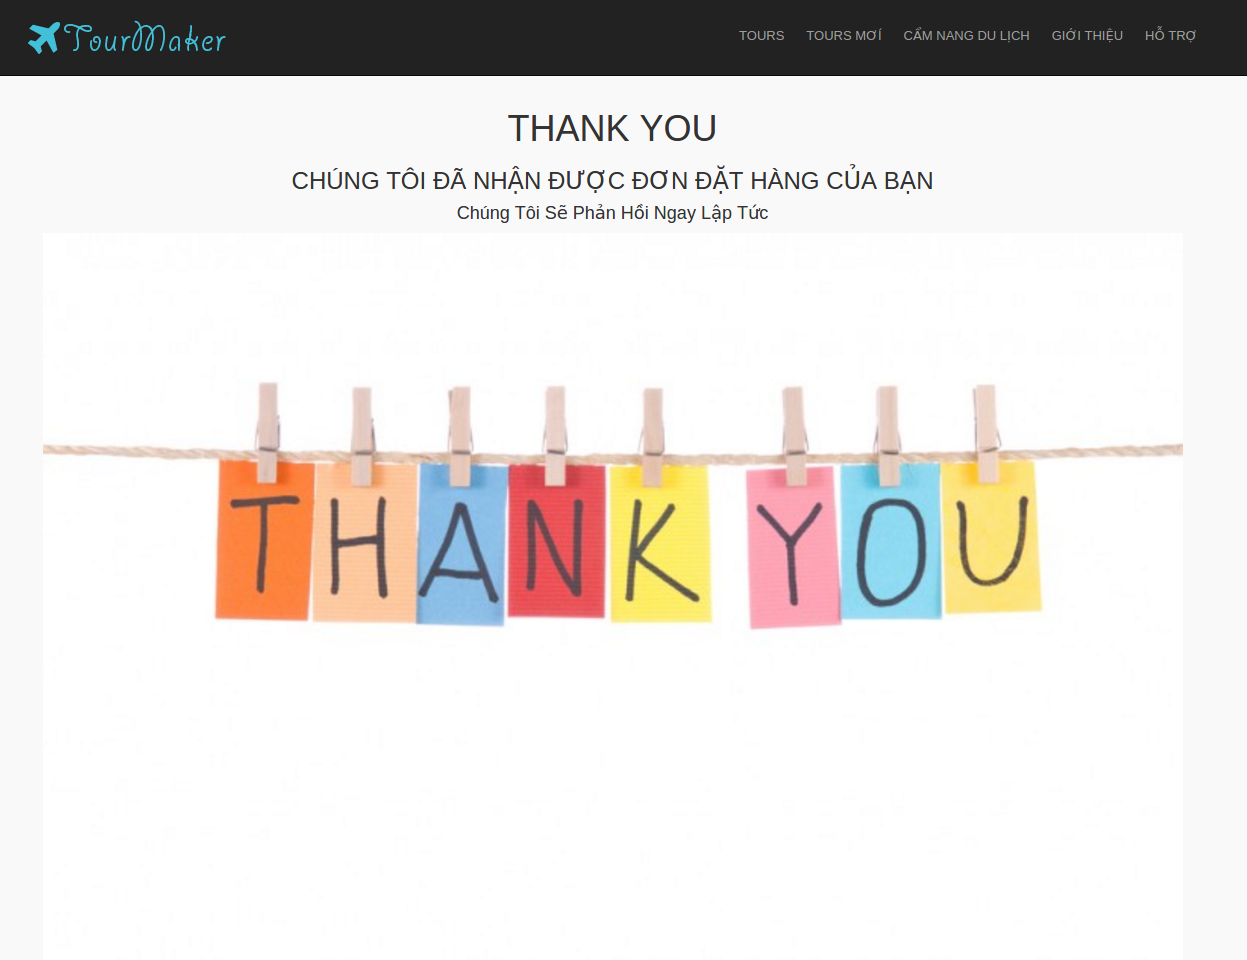 TourMaker
TOURS TOURS MƠÍ CẨM NANG DU LỊCH GIỚI THIỆU HỖ TRỢ
THANK YOU
CHÚNG TÔI ĐÃ NHẬN ĐƯỢC ĐƠN ĐẶT HÀNG CỦA BẠN
Chúng Tôi Sẽ Phản Hồi Ngay Lập Tức
THANK YOU